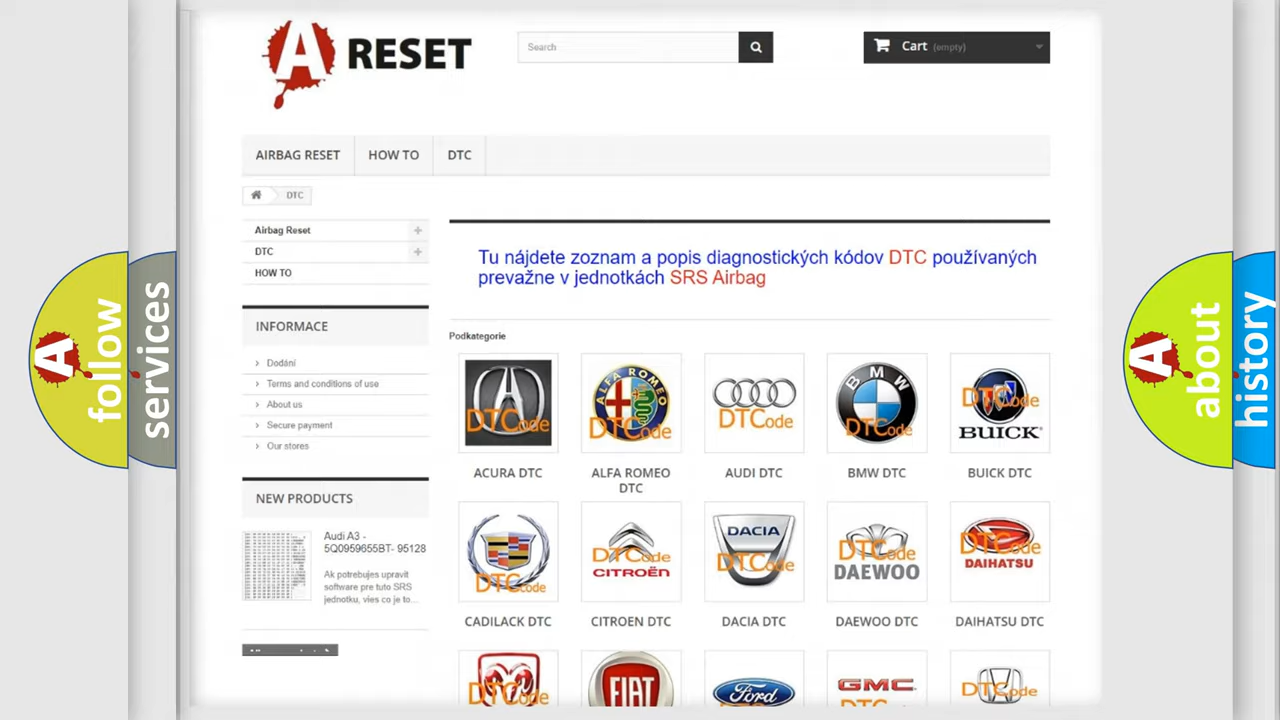 A RESET
Search
Cart (empty)
AIRBAG RESET
HOW TO
DTC
DTC
Airbag Reset
DTC
HOW TO
Tu nájdete zoznam a popis diagnostických kódov DTC používaných
prevažne v jednotkách SRS Airbag
INFORMACE
Dodání
Terms and conditions of use
About us
Secure payment
Our stores
NEW PRODUCTS
Audi A3 -
5Q0959655BT- 95128
Ak potrebujes upravit
software pre tuto SRS
jednotku, vies co je to...
Podkategorie
DTCode
ALFA ROMEO
DTCode
DTCode
BMW
DTCode
DTCode
BUICK
ACURA DTC
ALFA ROMEO
DTC
AUDI DTC
BMW DTC
BUICK DTC
DTCode
DTCode
CITROËN
DACIA
DTCode
DTCode
DAEWOO
DTCode
DAIHATSU
CADILACK DTC
CITROEN DTC
DACIA DTC
DAEWOO DTC
DAIHATSU DTC
DTCode
FIAT
Ford
GMC
DTCode
A follow
services
A about
history